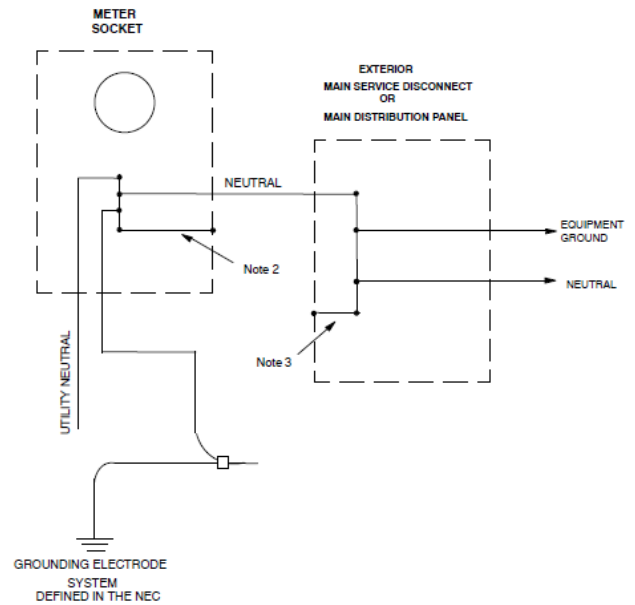 METER
SOCKET
EXTERIOR
MAIN SERVICE DISCONNECT
OR
MAIN DISTRIBUTION PANEL
NEUTRAL
EQUIPMENT
GROUND
Note 2
NEUTRAL
Note 3
UTILITY NEUTRAL
GROUNDING ELECTRODE
SYSTEM
DEFINED IN THE NEC